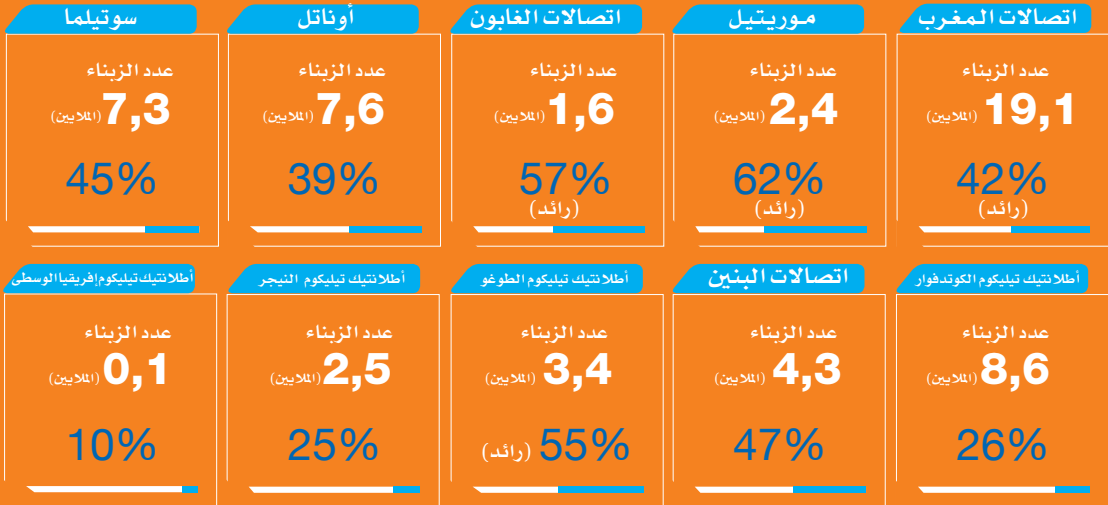 اتصالات المغرب
عدد الزبناء
19,1 (الملايين)
42%
(رائد)
موريتيل
عدد الزبناء
2,4 (الملايين)
62%
(رائد)
اتصالات الغابون
عدد الزبناء
1,6 (الملايين)
57%
(رائد)
أوناتل
عدد الزبناء
7,6 (الملايين)
39%
سوتيلما
عدد الزبناء
7,3 (الملايين)
45%
أطلانتيك تيليكوم الكوتدفوار
عدد الزبناء
8,6 (الملايين)
26%
اتصالات البنين
عدد الزبناء
4,3 (الملايين)
47%
أطلانتيك تيليكوم الطوغو
عدد الزبناء
3,4 (الملايين)
55% (رائد)
أطلانتيك تيليكوم النيجر
عدد الزبناء
2,5 (الملايين)
25%
أطلانتيك تيليكوم إفريقيا الوسطى
عدد الزبناء
0,1 (الملايين)
10%